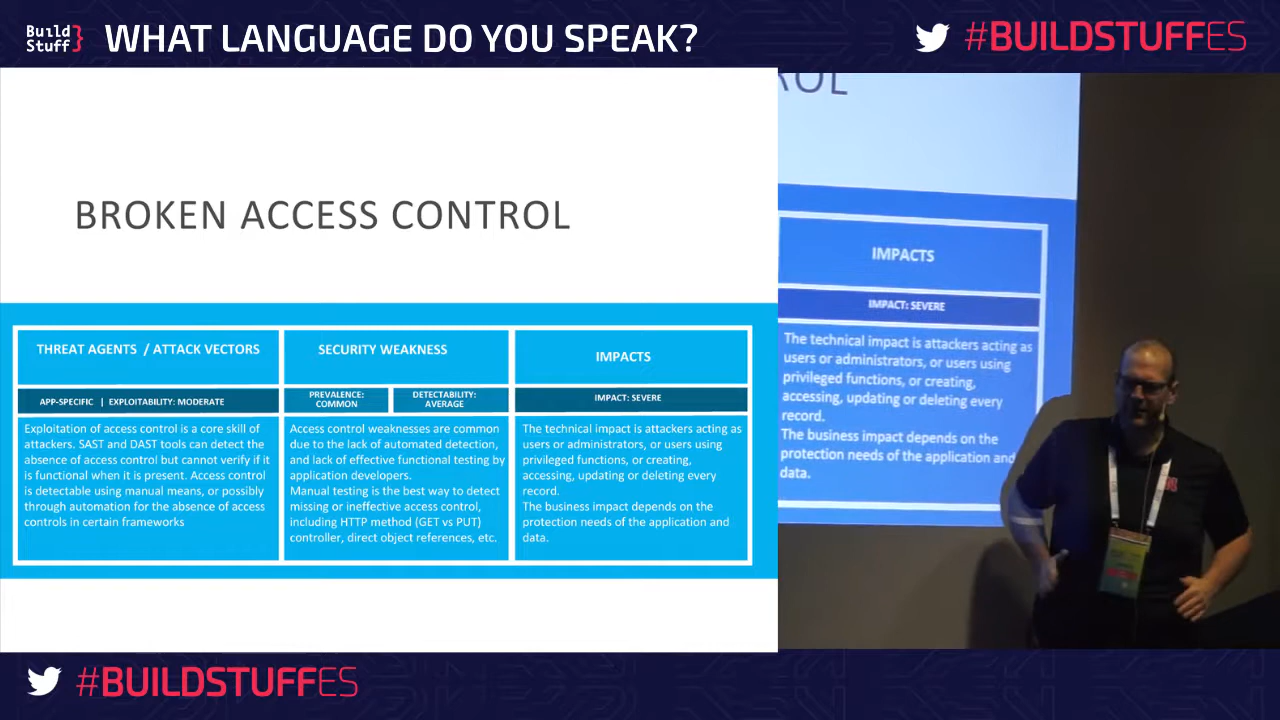 Build
Stuff}
WHAT LANGUAGE DO YOU SPEAK?
#BUILDSTUFFES
BROKEN ACCESS CONTROL
THREAT AGENTS / ATTACK VECTORS
SECURITY WEAKNESS
IMPACTS
APP-SPECIFIC | EXPLOITABILITY: MODERATE
PREVALENCE:
COMMON
DETECTABILITY:
AVERAGE
IMPACT: SEVERE
Exploitation of access control is a core skill of
attackers. SAST and DAST tools can detect the
absence of access control but cannot verify if it
is functional when it is present. Access control
is detectable using manual means, or possibly
through automation for the absence of access
controls in certain frameworks
Access control weaknesses are common
due to the lack of automated detection,
and lack of effective functional testing by
application developers.
Manual testing is the best way to detect
missing or ineffective access control,
including HTTP method (GET vs PUT)
controller, direct object references, etc.
The technical impact is attackers acting as
users or administrators, or users using
privileged functions, or creating,
accessing, updating or deleting every
record.
The business impact depends on the
protection needs of the application and
data.
ROL
IMPACTS
IMPACT: SEVERE
The technical impact is attackers acting as
users or administrators, or users using
privileged functions, or creating,
accessing, updating or deleting every
record.
The business impact depends on the
protection needs of the application and
data.
N
#BUILDSTUFFES